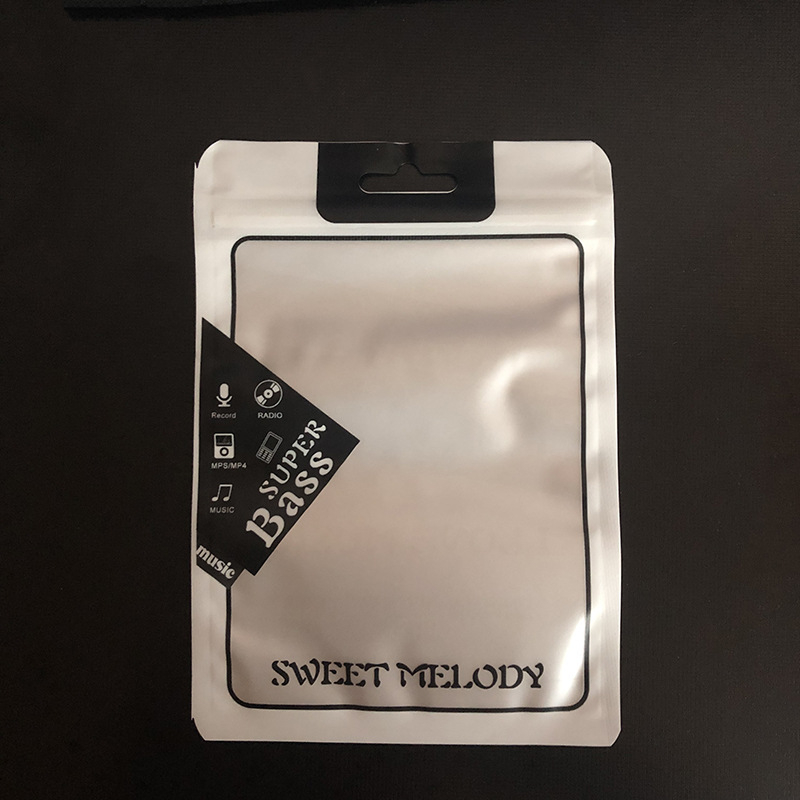 Record
RADIO
MPS/MP4
MUSIC
SUPER
Bass
music
SWEET MELODY